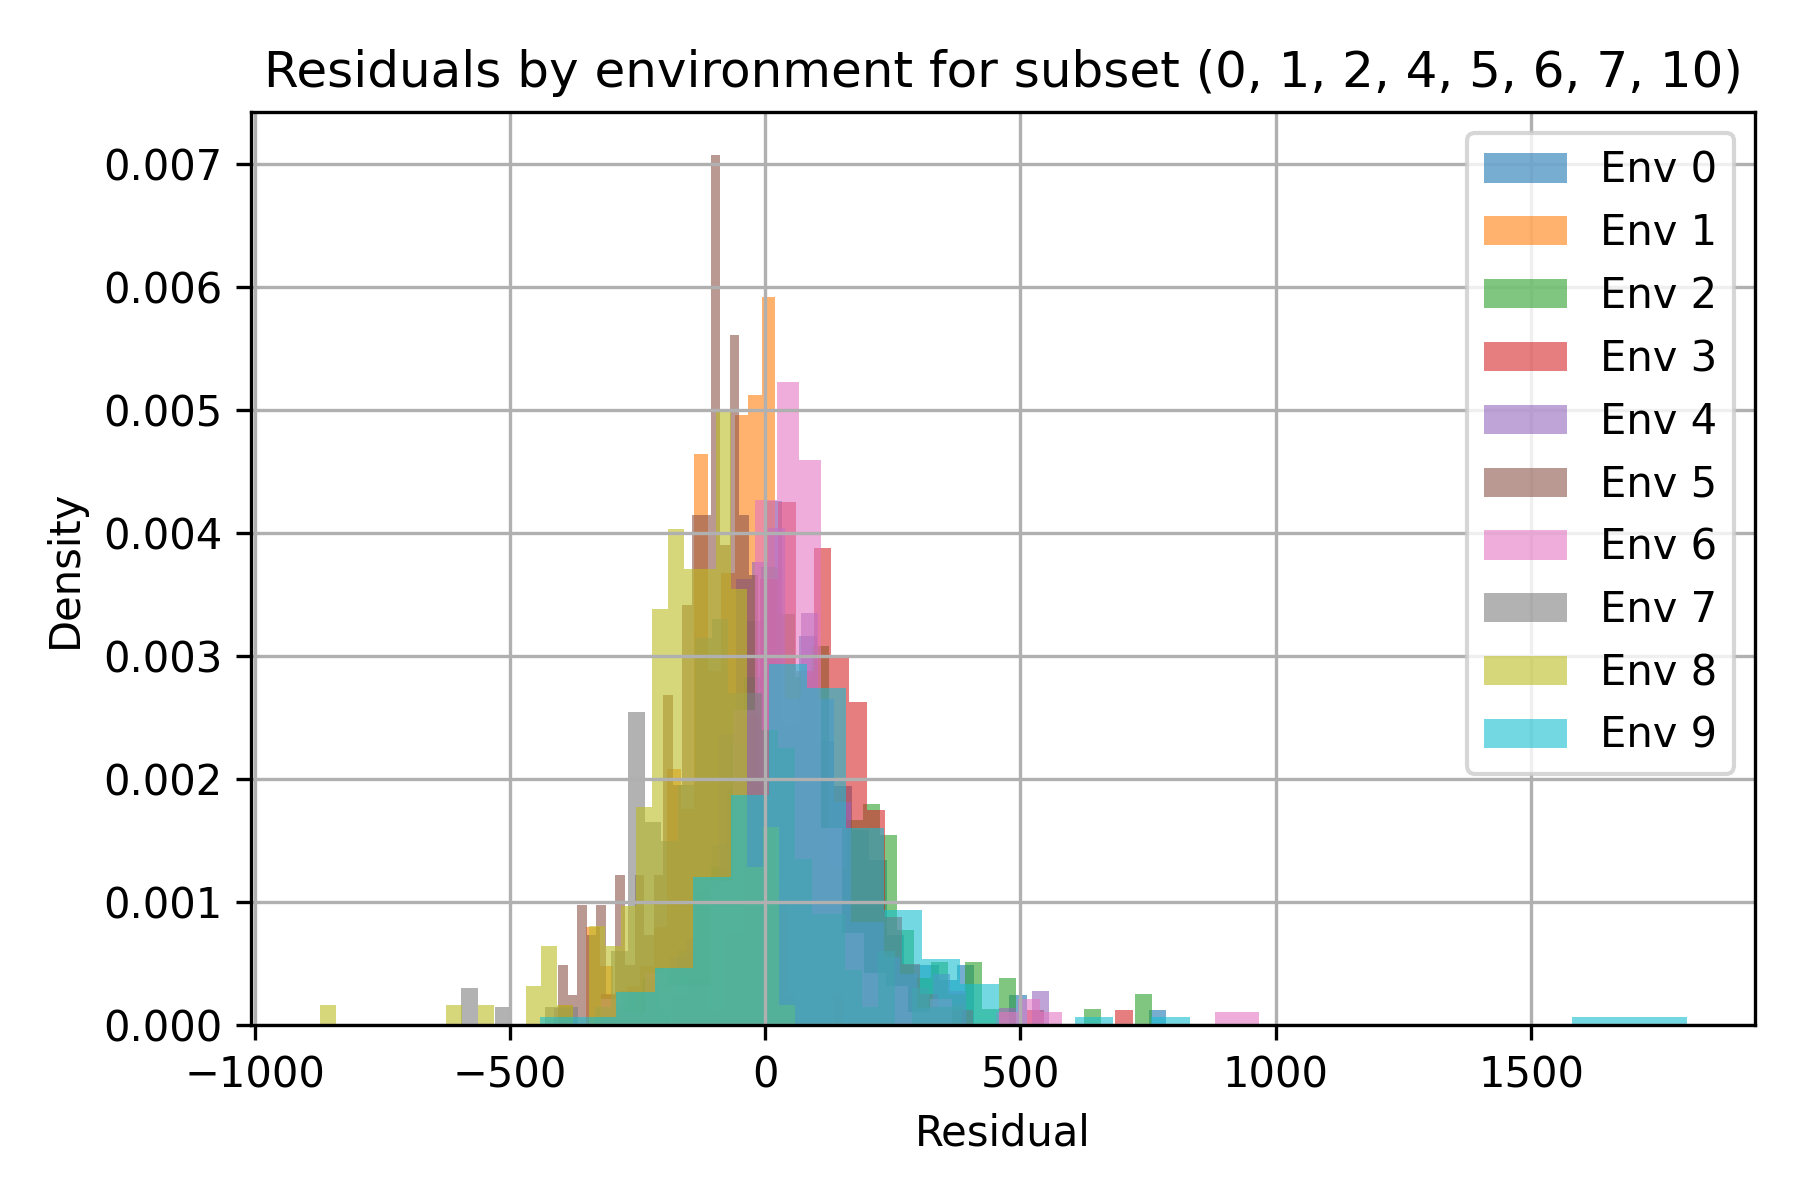 Residuals by environment for subset (0, 1, 2, 4, 5, 6, 7, 10)
0.007
0.006
0.005
0.004
0.003
0.002
0.001
0.000
Density
Env 0
Env 1
Env 2
Env 3
Env 4
Env 5
Env 6
Env 7
Env 8
Env 9
−1000 −500 0 500 1000 1500
Residual